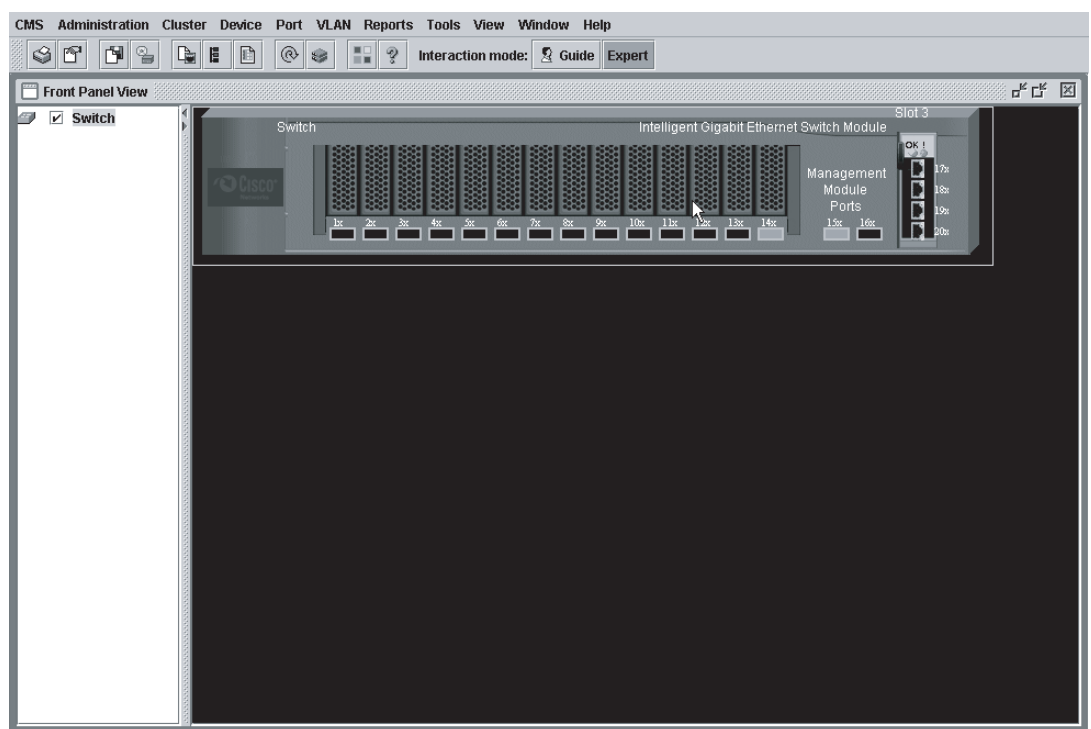 CMS Administration Cluster Device Port VLAN Reports Tools View Window Help
Interaction mode: Guide Expert
Front Panel View
Switch
Slot 3
Switch Intelligent Gigabit Ethernet Switch Module
OK !
CISCO
Management
Module
Ports
17x
18x
19x
20x
1x 2x 3x 4x 5x 6x 7x 8x 9x 10x 11x 12x 13x 14x 15x 16x